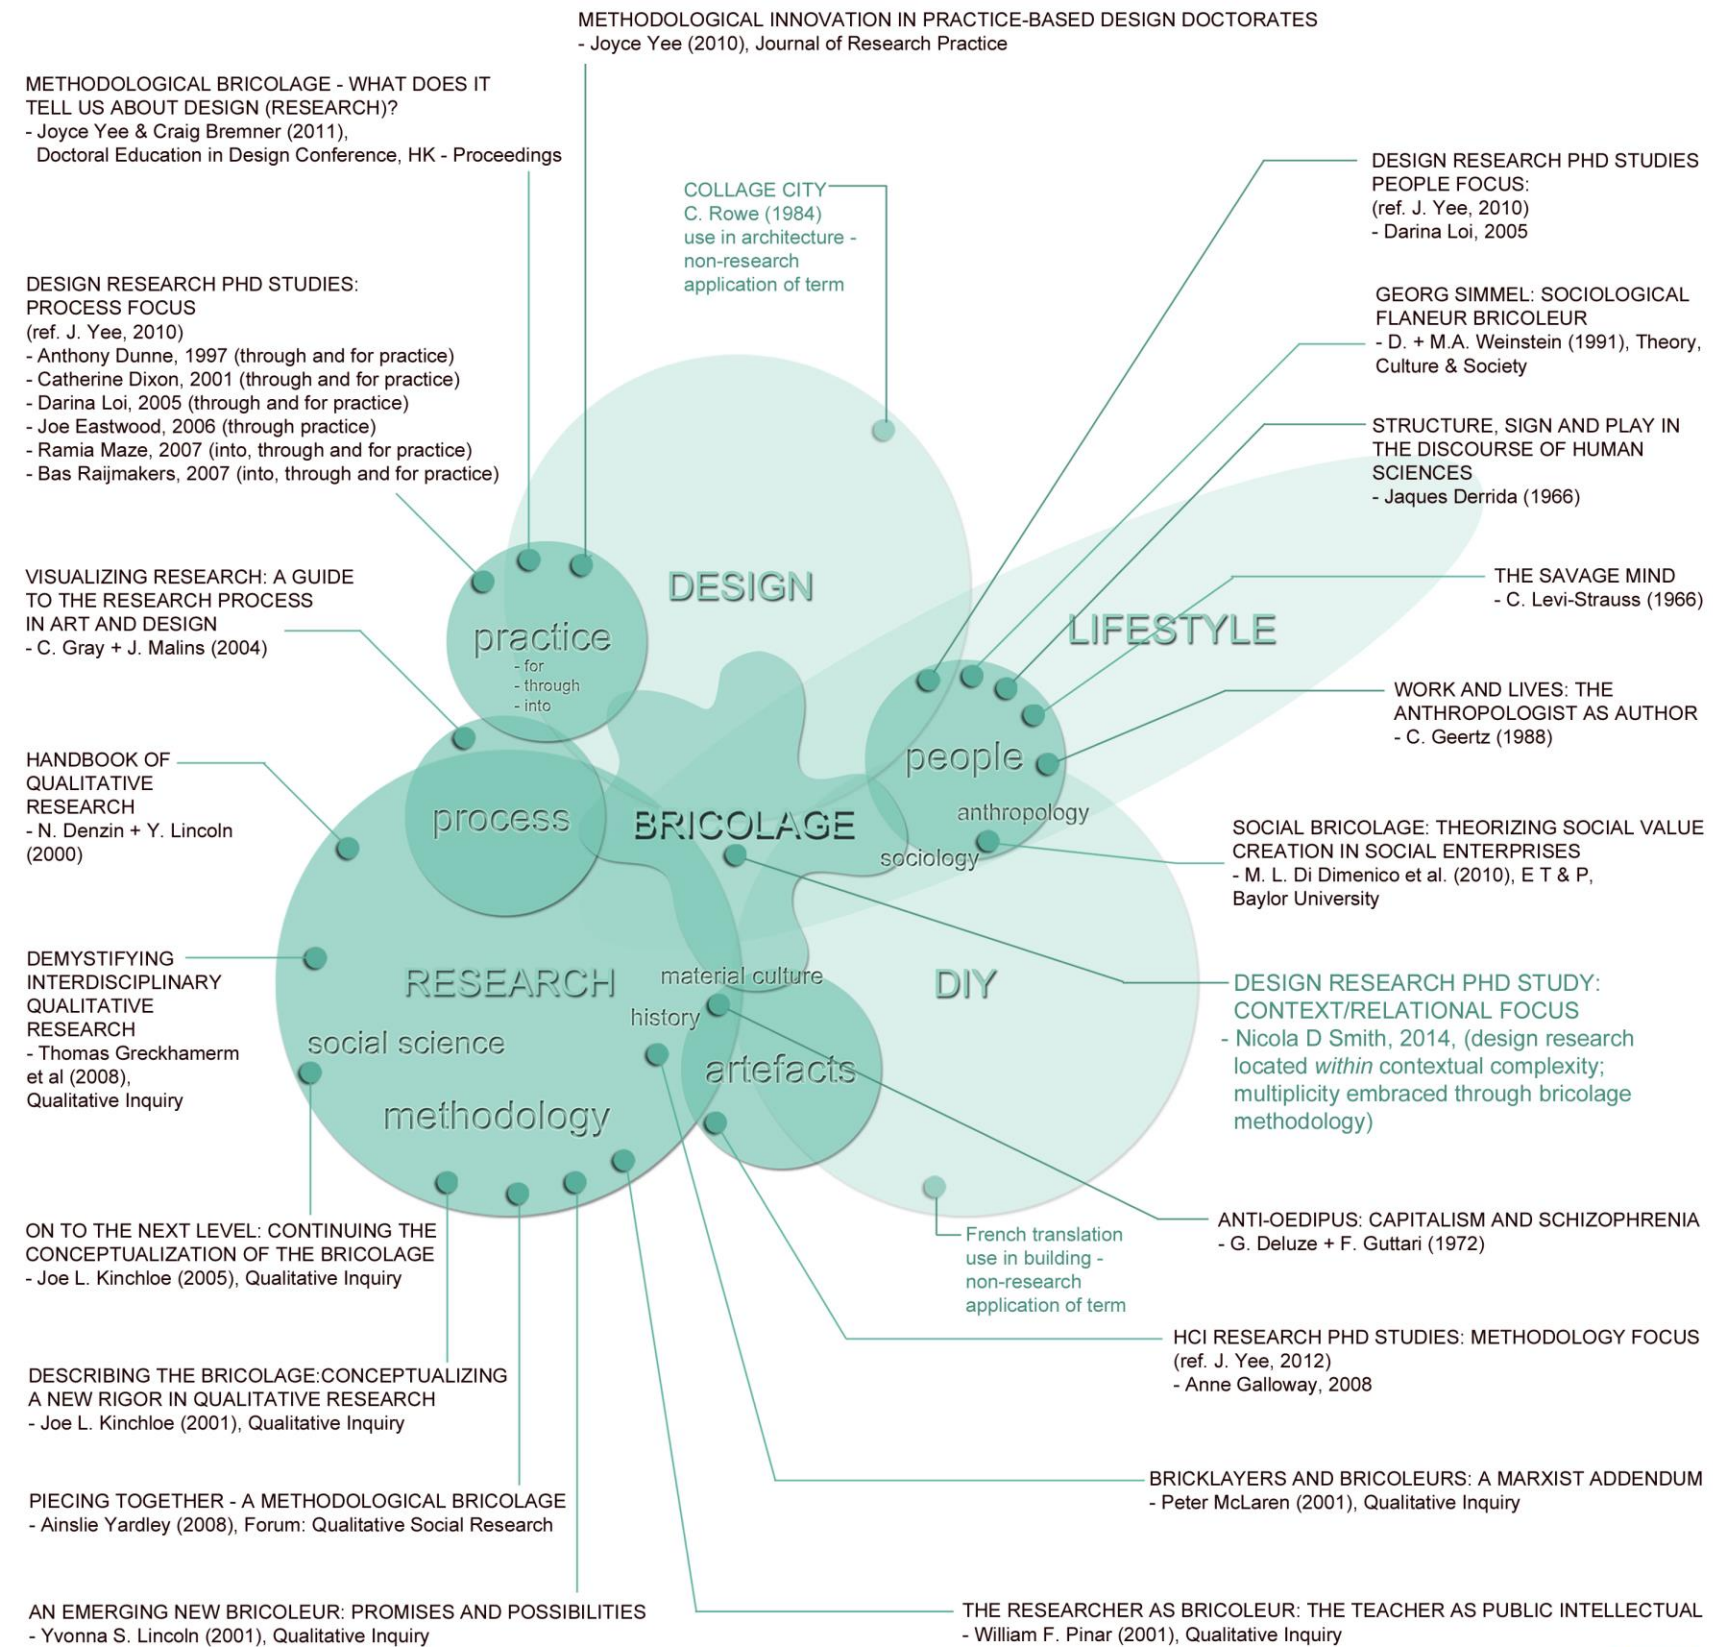 METHODOLOGICAL INNOVATION IN PRACTICE-BASED DESIGN DOCTORATES
- Joyce Yee (2010), Journal of Research Practice
METHODOLOGICAL BRICOLAGE - WHAT DOES IT
TELL US ABOUT DESIGN (RESEARCH)?
- Joyce Yee & Craig Bremner (2011),
Doctoral Education in Design Conference, HK - Proceedings
COLLAGE CITY
C. Rowe (1984)
use in architecture -
non-research
application of term
DESIGN RESEARCH PHD STUDIES
PEOPLE FOCUS:
(ref. J. Yee, 2010)
- Darina Loi, 2005
DESIGN RESEARCH PHD STUDIES:
PROCESS FOCUS
(ref. J. Yee, 2010)
- Anthony Dunne, 1997 (through and for practice)
- Catherine Dixon, 2001 (through and for practice)
- Darina Loi, 2005 (through and for practice)
- Joe Eastwood, 2006 (through practice)
- Ramia Maze, 2007 (into, through and for practice)
- Bas Raijmakers, 2007 (into, through and for practice)
GEORG SIMMEL: SOCIOLOGICAL
FLANEUR BRICOLEUR
- D. + M.A. Weinstein (1991), Theory,
Culture & Society
STRUCTURE, SIGN AND PLAY IN
THE DISCOURSE OF HUMAN
SCIENCES
- Jaques Derrida (1966)
VISUALIZING RESEARCH: A GUIDE
TO THE RESEARCH PROCESS
IN ART AND DESIGN
- C. Gray + J. Malins (2004)
DESIGN
practice
- for
- through
- into
LIFESTYLE
THE SAVAGE MIND
- C. Levi-Strauss (1966)
WORK AND LIVES: THE
ANTHROPOLOGIST AS AUTHOR
- C. Geertz (1988)
HANDBOOK OF
QUALITATIVE
RESEARCH
- N. Denzin + Y. Lincoln
(2000)
process
BRICOLAGE
people
anthropology
sociology
SOCIAL BRICOLAGE: THEORIZING SOCIAL VALUE
CREATION IN SOCIAL ENTERPRISES
- M. L. Di Dimenico et al. (2010), E T & P,
Baylor University
DEMYSTIFYING
INTERDISCIPLINARY
QUALITATIVE
RESEARCH
- Thomas Greckhamerm
et al (2008),
Qualitative Inquiry
RESEARCH
social science
methodology
material culture
history
artefacts
DIY
DESIGN RESEARCH PHD STUDY:
CONTEXT/RELATIONAL FOCUS
- Nicola D Smith, 2014, (design research
located within contextual complexity;
multiplicity embraced through bricolage
methodology)
ON TO THE NEXT LEVEL: CONTINUING THE
CONCEPTUALIZATION OF THE BRICOLAGE
- Joe L. Kinchloe (2005), Qualitative Inquiry
French translation
use in building -
non-research
application of term
ANTI-OEDIPUS: CAPITALISM AND SCHIZOPHRENIA
- G. Deluze + F. Guttari (1972)
HCI RESEARCH PHD STUDIES: METHODOLOGY FOCUS
(ref. J. Yee, 2012)
- Anne Galloway, 2008
DESCRIBING THE BRICOLAGE:CONCEPTUALIZING
A NEW RIGOR IN QUALITATIVE RESEARCH
- Joe L. Kinchloe (2001), Qualitative Inquiry
BRICKLAYERS AND BRICOLEURS: A MARXIST ADDENDUM
- Peter McLaren (2001), Qualitative Inquiry
PIECING TOGETHER - A METHODOLOGICAL BRICOLAGE
- Ainslie Yardley (2008), Forum: Qualitative Social Research
AN EMERGING NEW BRICOLEUR: PROMISES AND POSSIBILITIES
- Yvonna S. Lincoln (2001), Qualitative Inquiry
THE RESEARCHER AS BRICOLEUR: THE TEACHER AS PUBLIC INTELLECTUAL
- William F. Pinar (2001), Qualitative Inquiry